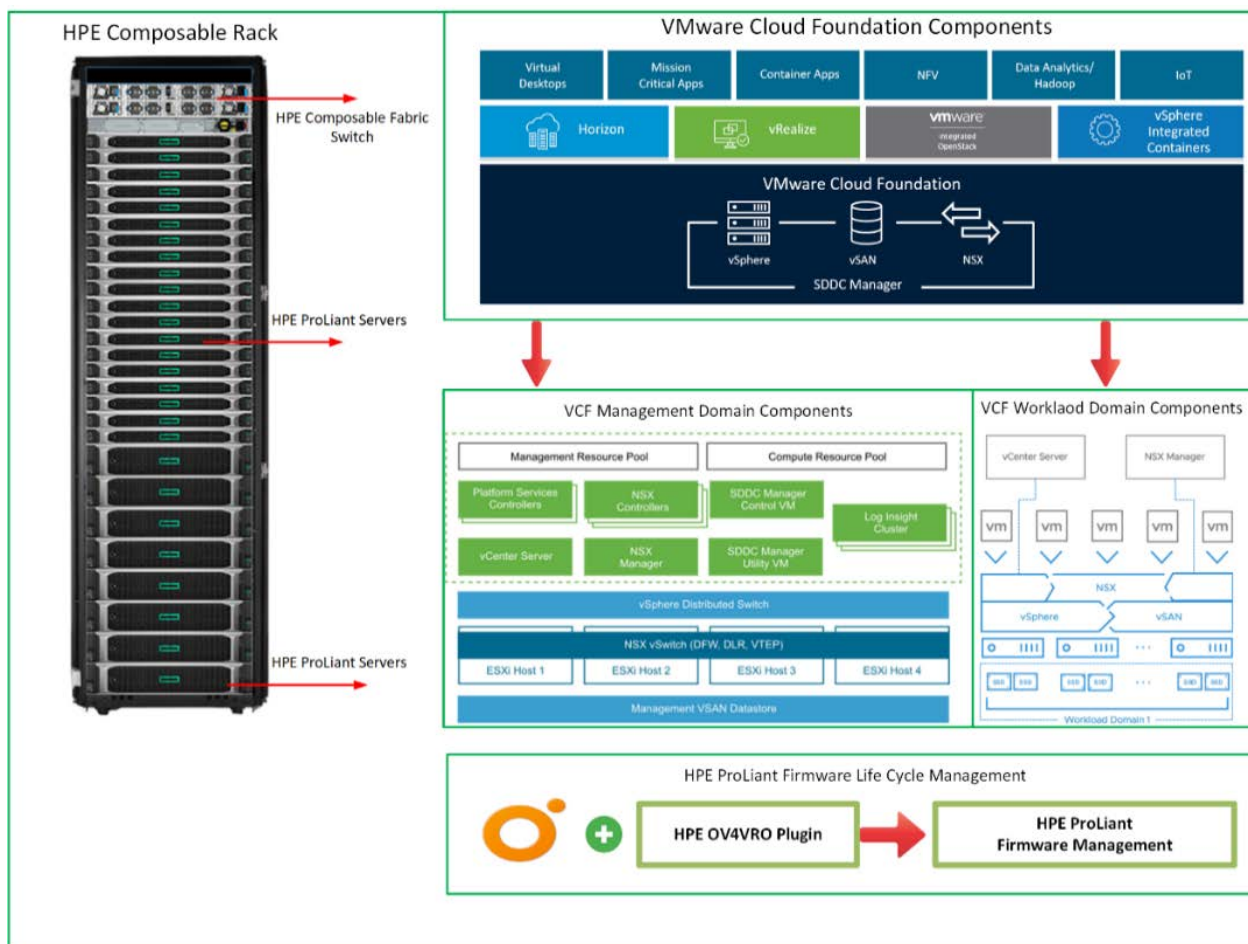 HPE Composable Rack
HPE Composable Fabric
Switch
HPE ProLiant Servers
HPE ProLiant Servers
VMware Cloud Foundation Components
Virtual
Desktops
Mission
Critical Apps
Container Apps
NFV
Data Analytics/
Hadoop
IoT
Horizon
vRealize
vmware
Integrated
OpenStack
vSphere
Integrated
Containers
VMware Cloud Foundation
vSphere
vSAN
NSX
SDDC Manager
VCF Management Domain Components
Management Resource Pool
Compute Resource Pool
Platform Services
Controllers
NSX
Controllers
SDDC Manager
Control VM
Log Insight
Cluster
vCenter Server
NSX
Manager
SDDC Manager
Utility VM
vSphere Distributed Switch
NSX vSwitch (DFW, DLR, VTEP)
ESXi Host 1
ESXi Host 2
ESXi Host 3
ESXi Host 4
Management VSAN Datastore
VCF Worklaod Domain Components
vCenter Server
NSX Manager
vm
vm
vm
vm
vm
NSX
vSphere
vSAN
...
SSD
SSD
SSD
SSD
...
SSD
SSD
Workload Domain 1
HPE ProLiant Firmware Life Cycle Management
HPE OV4VRO Plugin
HPE ProLiant
Firmware Management